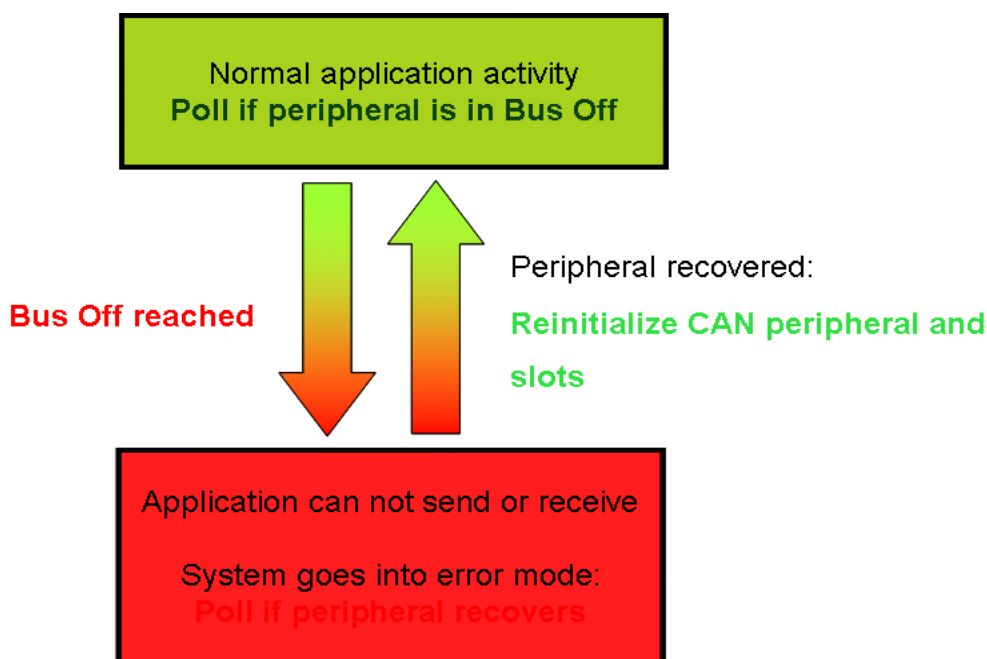 Normal application activity
Poll if peripheral is in Bus Off
Bus Off reached
Peripheral recovered:
Reinitialize CAN peripheral and
slots
Application can not send or receive
System goes into error mode:
Poll if peripheral recovers